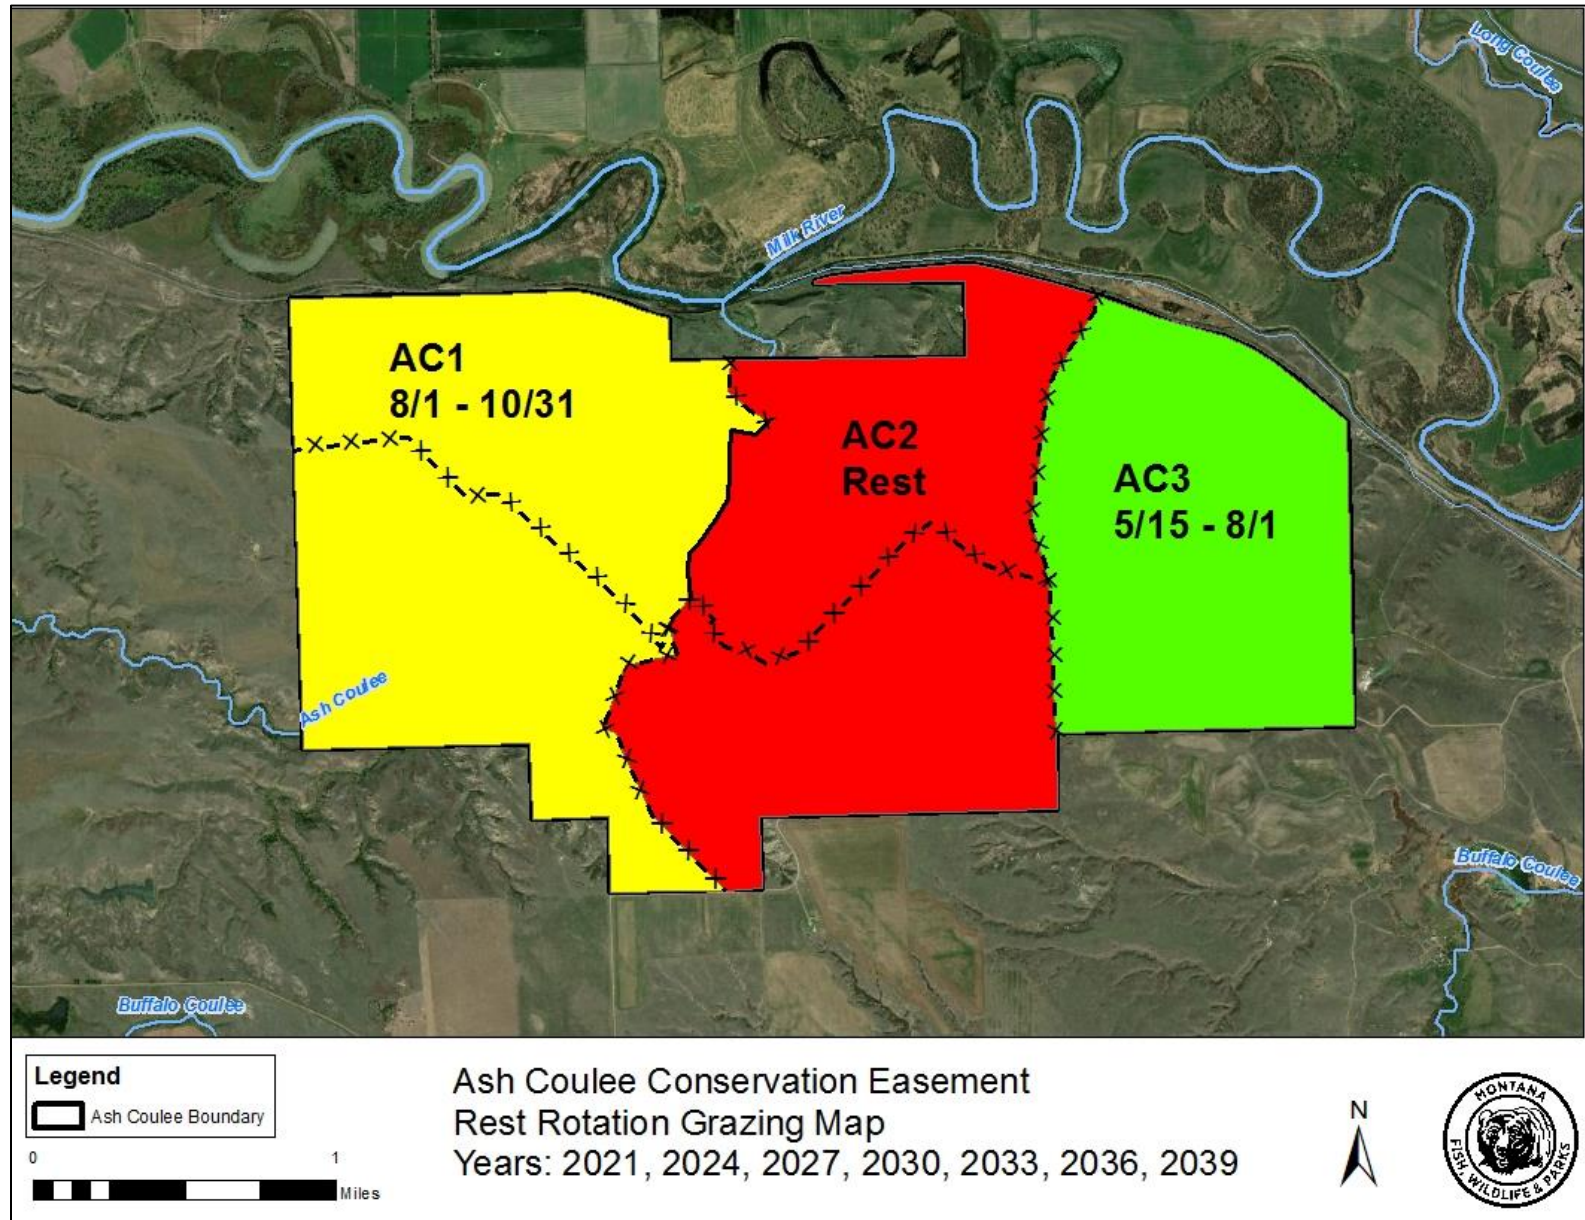 Long Coulee
Milk River
AC1
8/1 - 10/31
AC2
Rest
AC3
5/15 - 8/1
Ash Coulee
Buffalo Coulee
Buffalo Coulee
Legend
Ash Coulee Boundary
0 1
Miles
Ash Coulee Conservation Easement
Rest Rotation Grazing Map
Years: 2021, 2024, 2027, 2030, 2033, 2036, 2039
N
MONTANA
FISH, WILDLIFE & PARKS